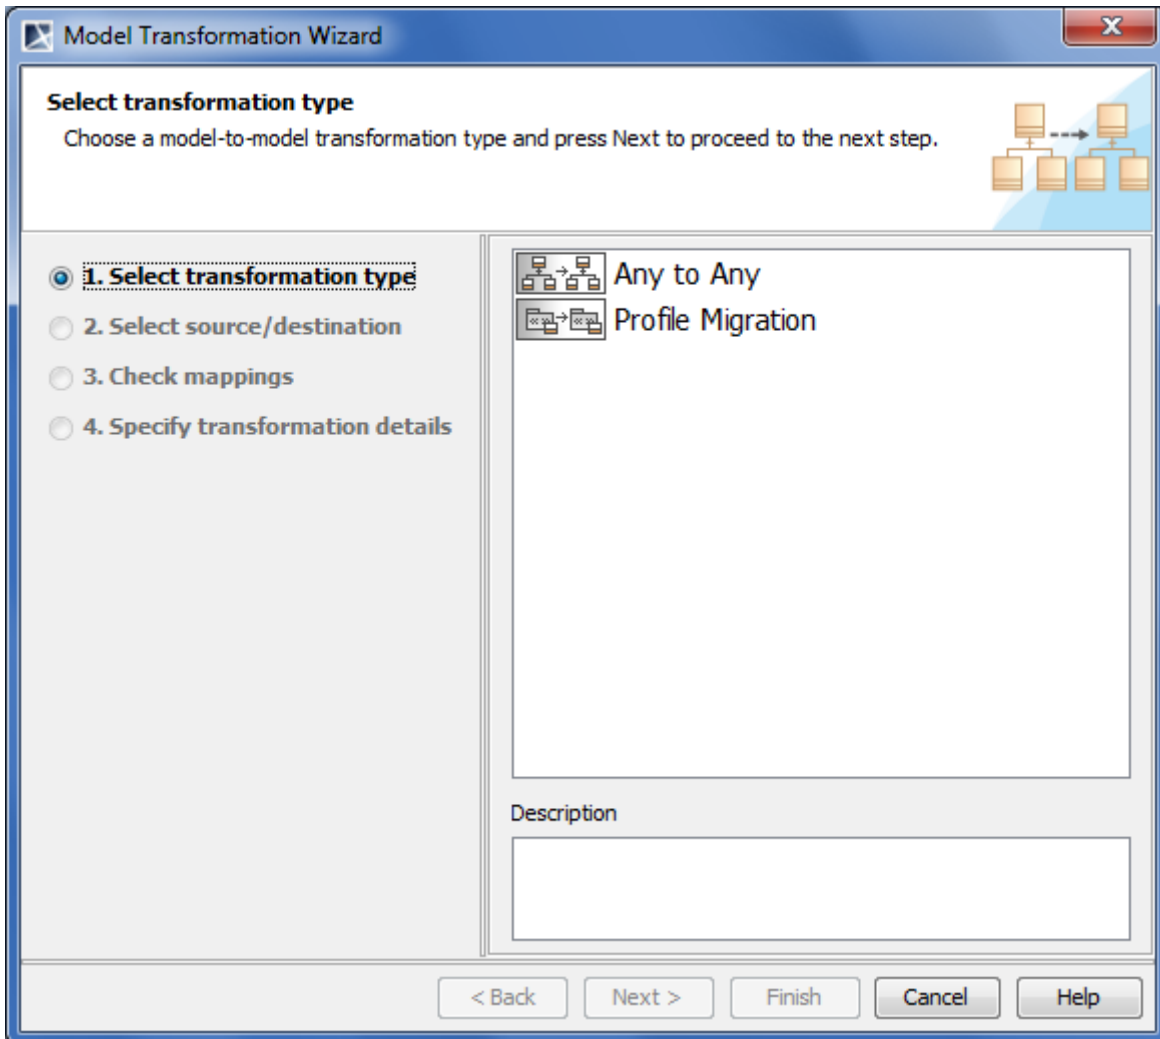 Model Transformation Wizard
Select transformation type
Choose a model-to-model transformation type and press Next to proceed to the next step.
1. Select transformation type
2. Select source/destination
3. Check mappings
4. Specify transformation details
Any to Any
Profile Migration
Description
< Back
Next >
Finish
Cancel
Help